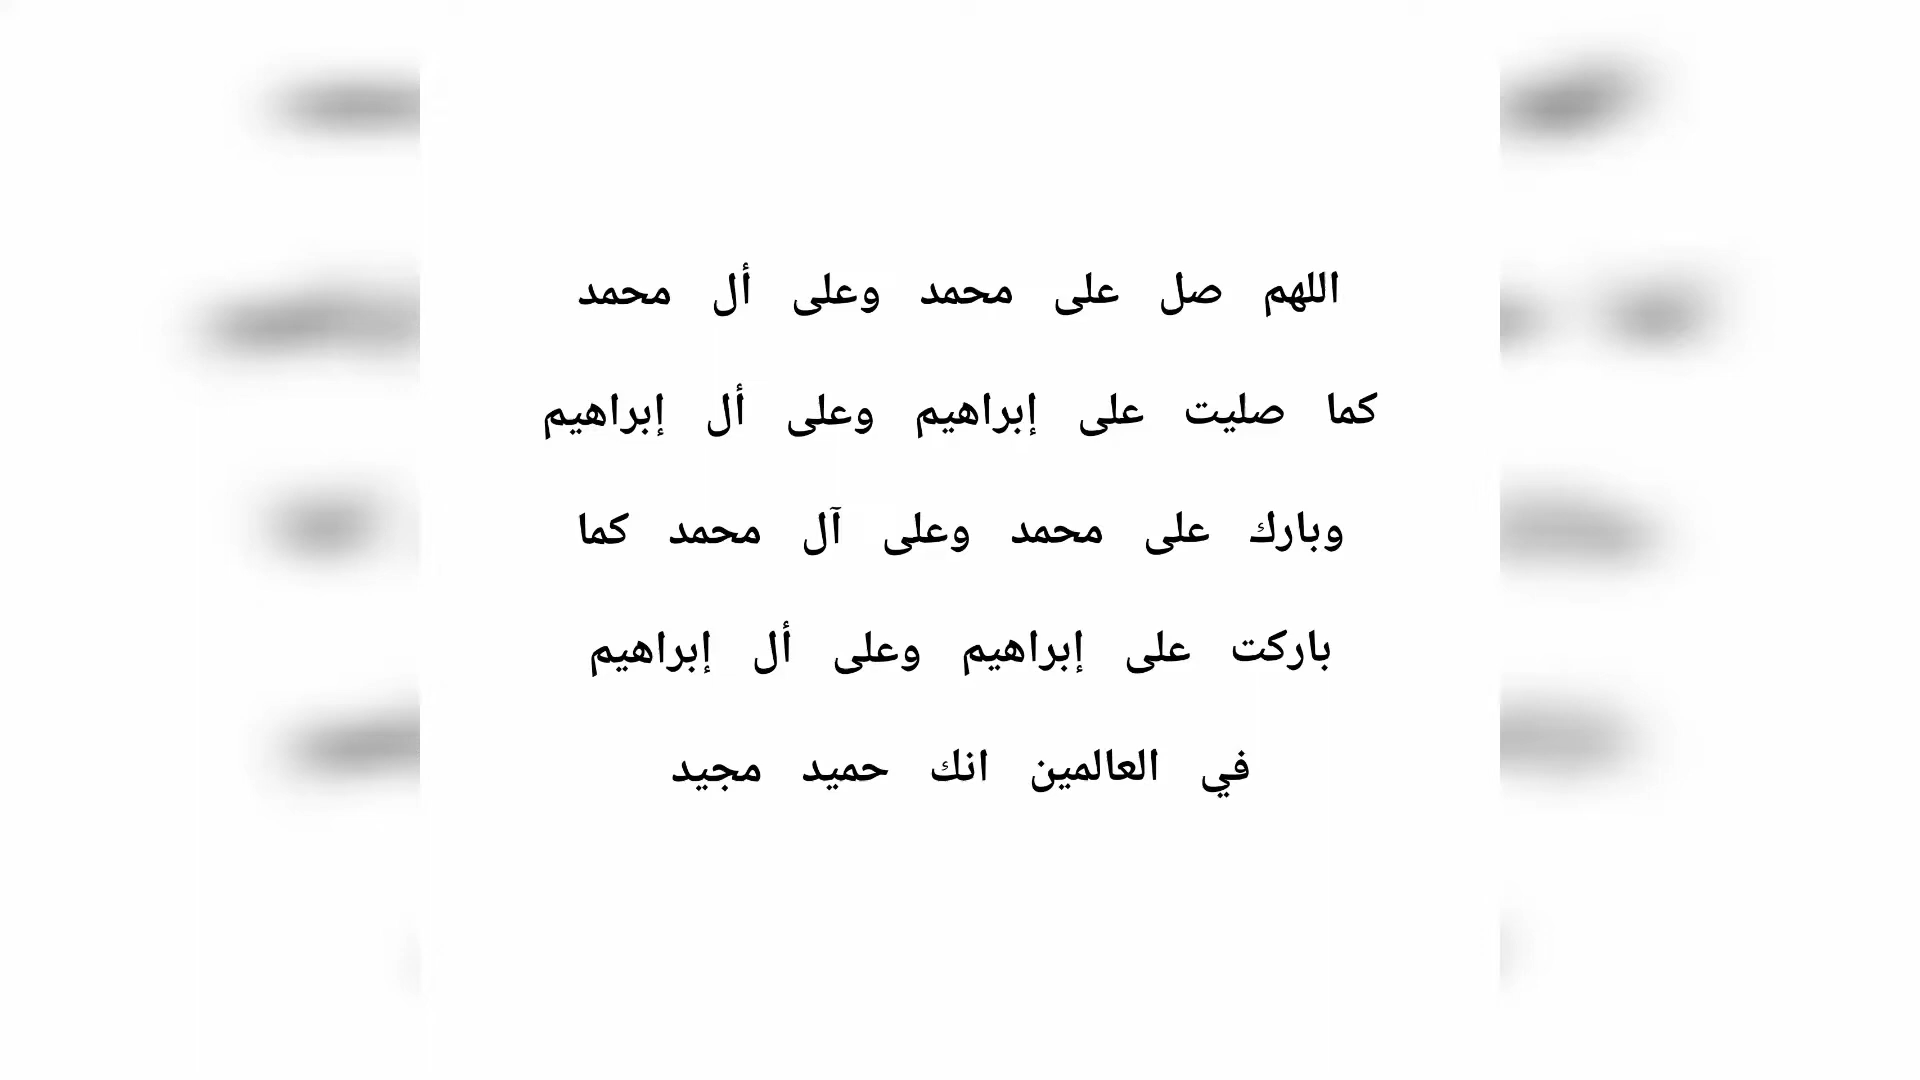 اللهم صل على محمد وعلى أل محمد
كما صليت على إبراهيم وعلى أل إبراهيم
وبارك على محمد وعلى آل محمد كما
باركت على إبراهيم وعلى أل إبراهيم
في العالمين انك حميد مجيد